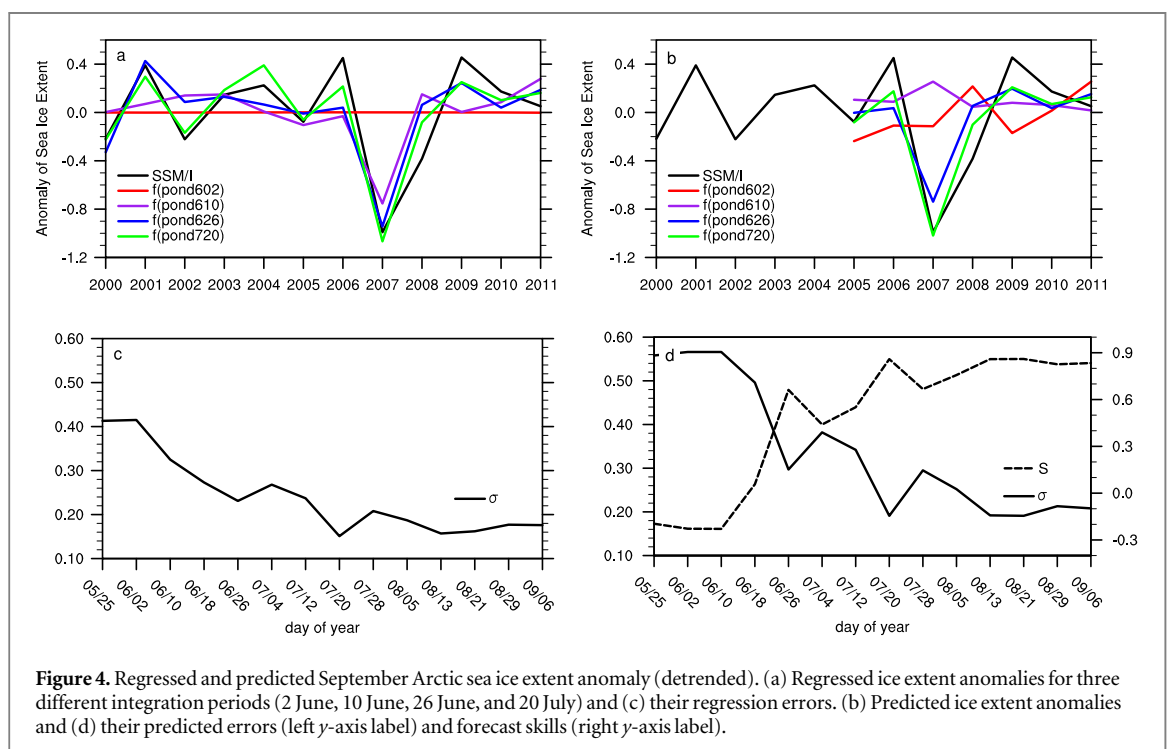 a
Anomaly of Sea Ice Extent
0.4
0.0
-0.4
-0.8
-1.2
SSM/I
f(pond602)
f(pond610)
f(pond626)
f(pond720)
2000 2001 2002 2003 2004 2005 2006 2007 2008 2009 2010 2011
b
Anomaly of Sea Ice Extent
0.4
0.0
-0.4
-0.8
-1.2
SSM/I
f(pond602)
f(pond610)
f(pond626)
f(pond720)
2000 2001 2002 2003 2004 2005 2006 2007 2008 2009 2010 2011
c
0.60
0.50
0.40
0.30
0.20
0.10
σ
05/25 06/02 06/10 06/18 06/26 07/04 07/12 07/20 07/28 08/05 08/13 08/21 08/29 09/06
day of year
d
0.60
0.50
0.40
0.30
0.20
0.10
S
σ
0.9
0.6
0.3
0.0
-0.3
05/25 06/02 06/10 06/18 06/26 07/04 07/12 07/20 07/28 08/05 08/13 08/21 08/29 09/06
day of year
Figure 4. Regressed and predicted September Arctic sea ice extent anomaly (detrended). (a) Regressed ice extent anomalies for three
different integration periods (2 June, 10 June, 26 June, and 20 July) and (c) their regression errors. (b) Predicted ice extent anomalies
and (d) their predicted errors (left y-axis label) and forecast skills (right y-axis label).